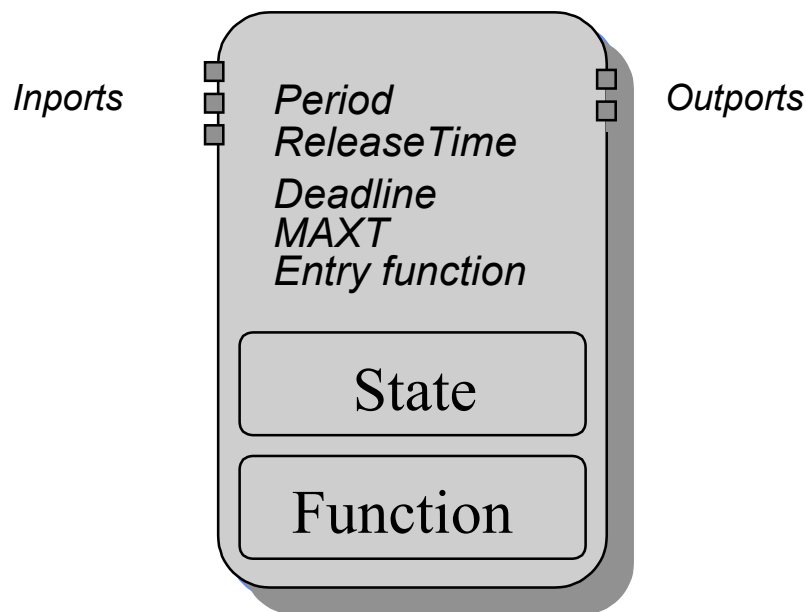 Inports
Period
Outports
ReleaseTime
Deadline
MAXT
Entry function
State
Function